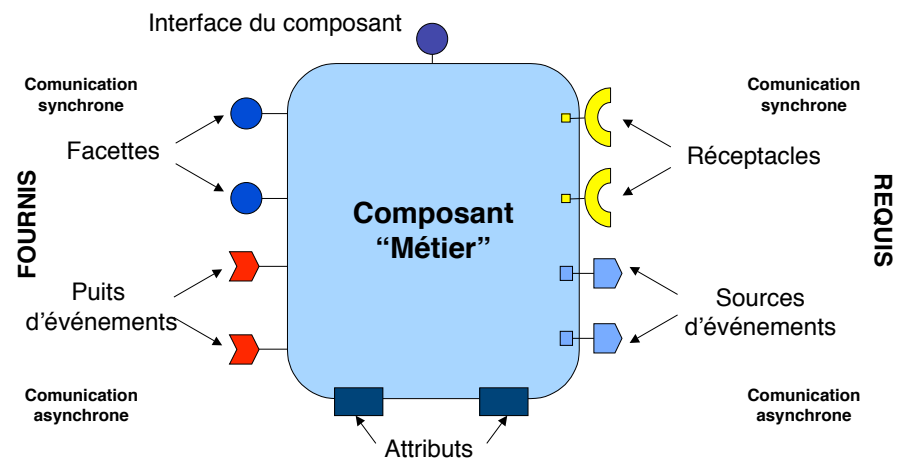 Interface du composant
Comunication
synchrone
Comunication
synchrone
Facettes
Réceptacles
FOURNIS
REQUIS
Composant
“Métier”
Puits
d’événements
Sources
d’événements
Comunication
asynchrone
Comunication
asynchrone
Attributs